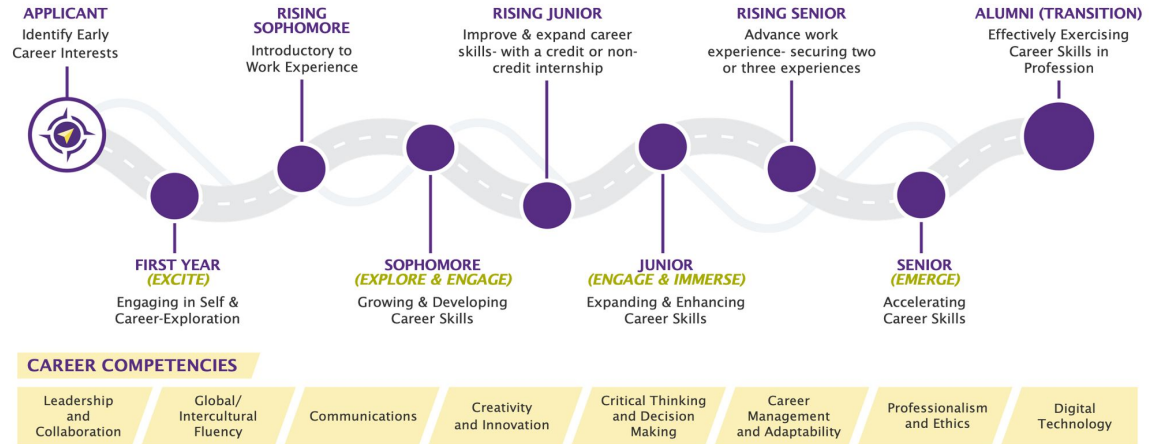 APPLICANT
Identify Early
Career Interests
RISING
SOPHOMORE
Introductory to
Work Experience
RISING JUNIOR
Improve & expand career
skills- with a credit or non-
credit internship
RISING SENIOR
Advance work
experience- securing two
or three experiences
ALUMNI (TRANSITION)
Effectively Exercising
Career Skills in
Profession
FIRST YEAR
(EXCITE)
Engaging in Self &
Career-Exploration
SOPHOMORE
(EXPLORE & ENGAGE)
Growing & Developing
Career Skills
JUNIOR
(ENGAGE & IMMERSE)
Expanding & Enhancing
Career Skills
SENIOR
(EMERGE)
Accelerating
Career Skills
CAREER COMPETENCIES
Leadership
and
Collaboration
Global/
Intercultural
Fluency
Communications
Creativity
and Innovation
Critical Thinking
and Decision
Making
Career
Management
and Adaptability
Professionalism
and Ethics
Digital
Technology